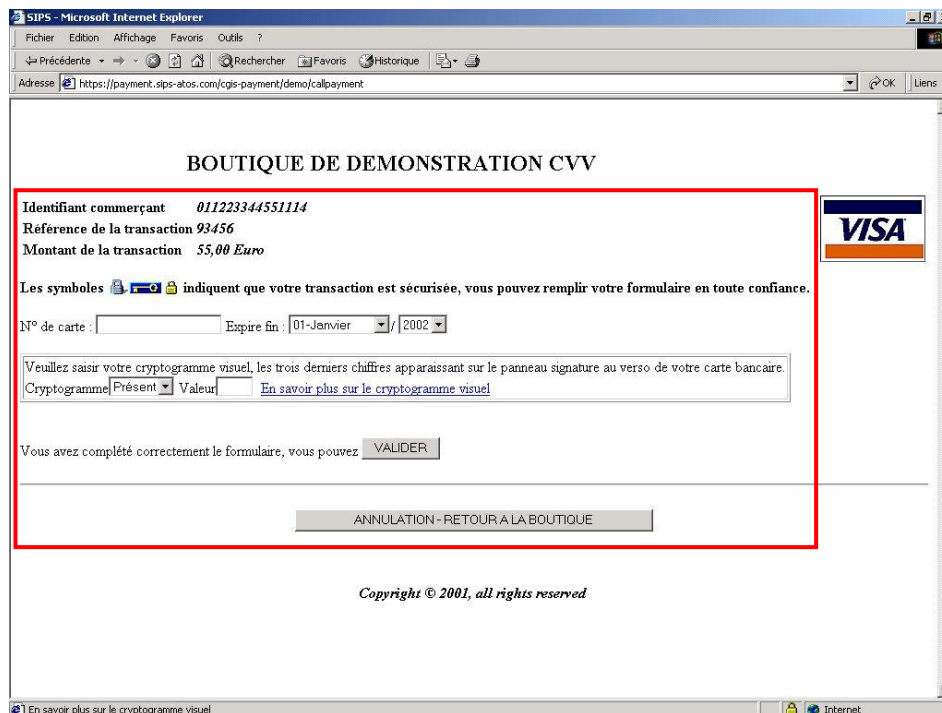 SIPS - Microsoft Internet Explorer
Fichier Edition Affichage Favoris Outils ?
Précédente Rechercher Favoris Historique
Adresse https://payment.sips-atos.com/cgis-payment/demo/callpayment OK Liens
BOUTIQUE DE DEMONSTRATION CVV
Identifiant commerçant 011223344551114
Référence de la transaction 93456
Montant de la transaction 55,00 Euro
VISA
Les symboles indiquent que votre transaction est sécurisée, vous pouvez remplir votre formulaire en toute confiance.
N° de carte : Expire fin : 01-Janvier / 2002
Veuillez saisir votre cryptogramme visuel, les trois derniers chiffres apparaissant sur le panneau signature au verso de votre carte bancaire.
Cryptogramme Présent Valeur En savoir plus sur le cryptogramme visuel
Vous avez complété correctement le formulaire, vous pouvez VALIDER
ANNULATION - RETOUR A LA BOUTIQUE
Copyright © 2001, all rights reserved
En savoir plus sur le cryptogramme visuel Internet